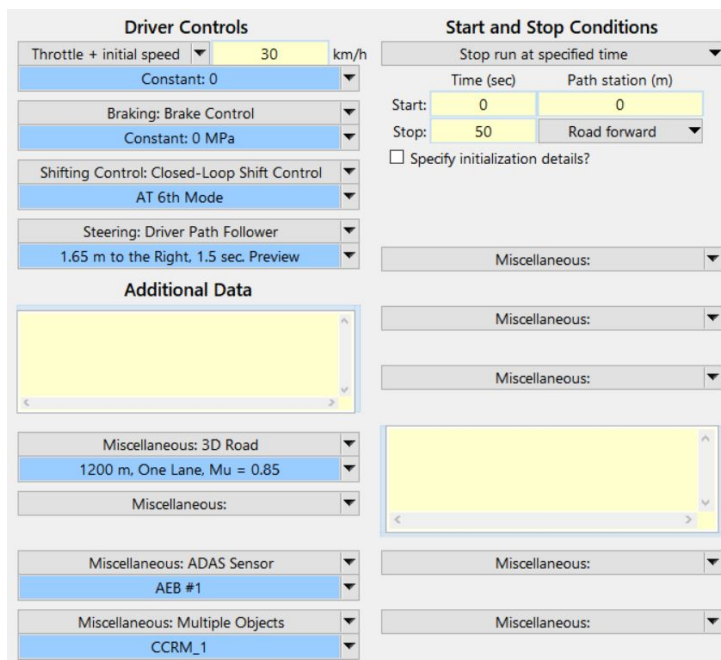 Driver Controls
Throttle + initial speed 30 km/h
Constant: 0
Braking: Brake Control
Constant: 0 MPa
Shifting Control: Closed-Loop Shift Control
AT 6th Mode
Steering: Driver Path Follower
1.65 m to the Right, 1.5 sec. Preview
Additional Data
Miscellaneous: 3D Road
1200 m, One Lane, Mu = 0.85
Miscellaneous:
Miscellaneous: ADAS Sensor
AEB #1
Miscellaneous: Multiple Objects
CCRM_1
Start and Stop Conditions
Stop run at specified time
Time (sec) Path station (m)
Start: 0 0
Stop: 50 Road forward
Specify initialization details?
Miscellaneous:
Miscellaneous:
Miscellaneous:
Miscellaneous:
Miscellaneous: